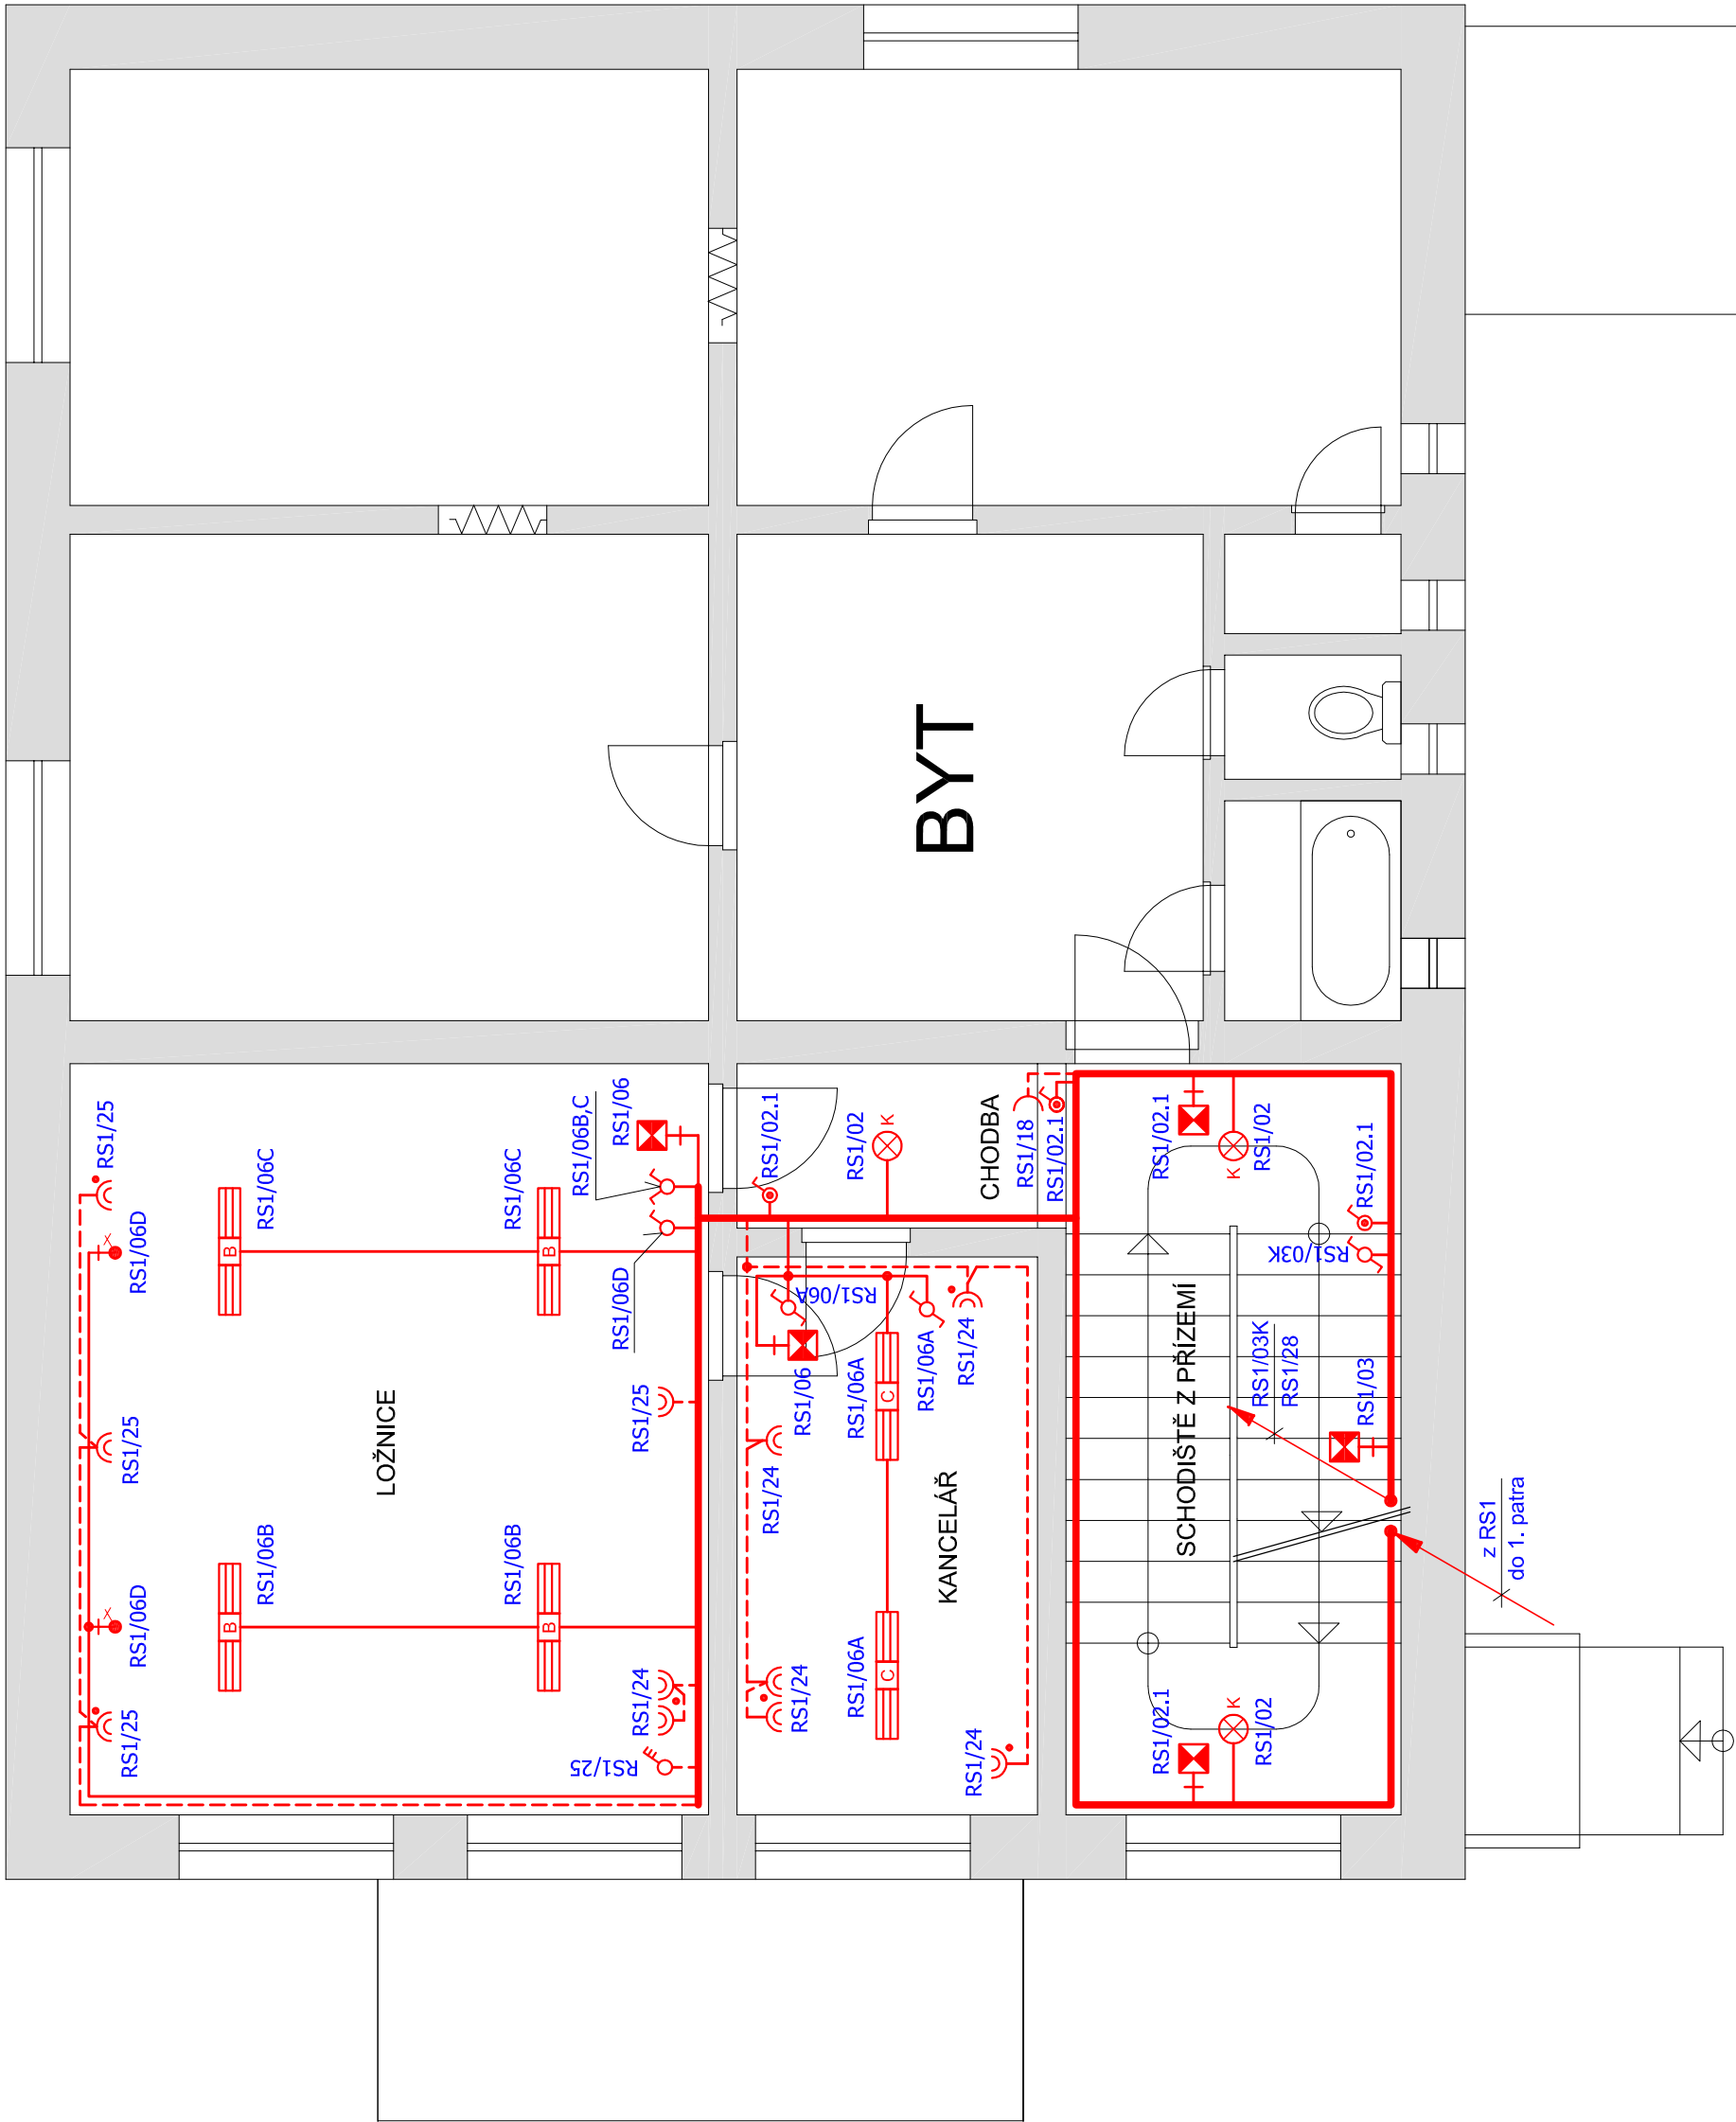 RS1/25
RS1/06D
RS1/06C
RS1/06C
B
B
X
RS1/06B,C
RS1/06
RS1/06D
RS1/25
RS1/25
LOŽNICE
RS1/06B
RS1/06B
B
B
X
RS1/06D
RS1/25
RS1/24
RS1/25
RS1/02.1
RS1/02
K
CHODBA
RS1/18
RS1/02.1
RS1/06A
RS1/06
RS1/06A
C
RS1/06A
RS1/24
RS1/24
KANCELÁŘ
RS1/24
RS1/06A
C
RS1/24
BYT
RS1/02.1
K
RS1/02
RS1/02.1
RS1/03K
SCHODIŠTĚ Z PŘÍZEMÍ
RS1/03K
RS1/28
RS1/03
RS1/02.1
K
RS1/02
z RS1
do 1. patra